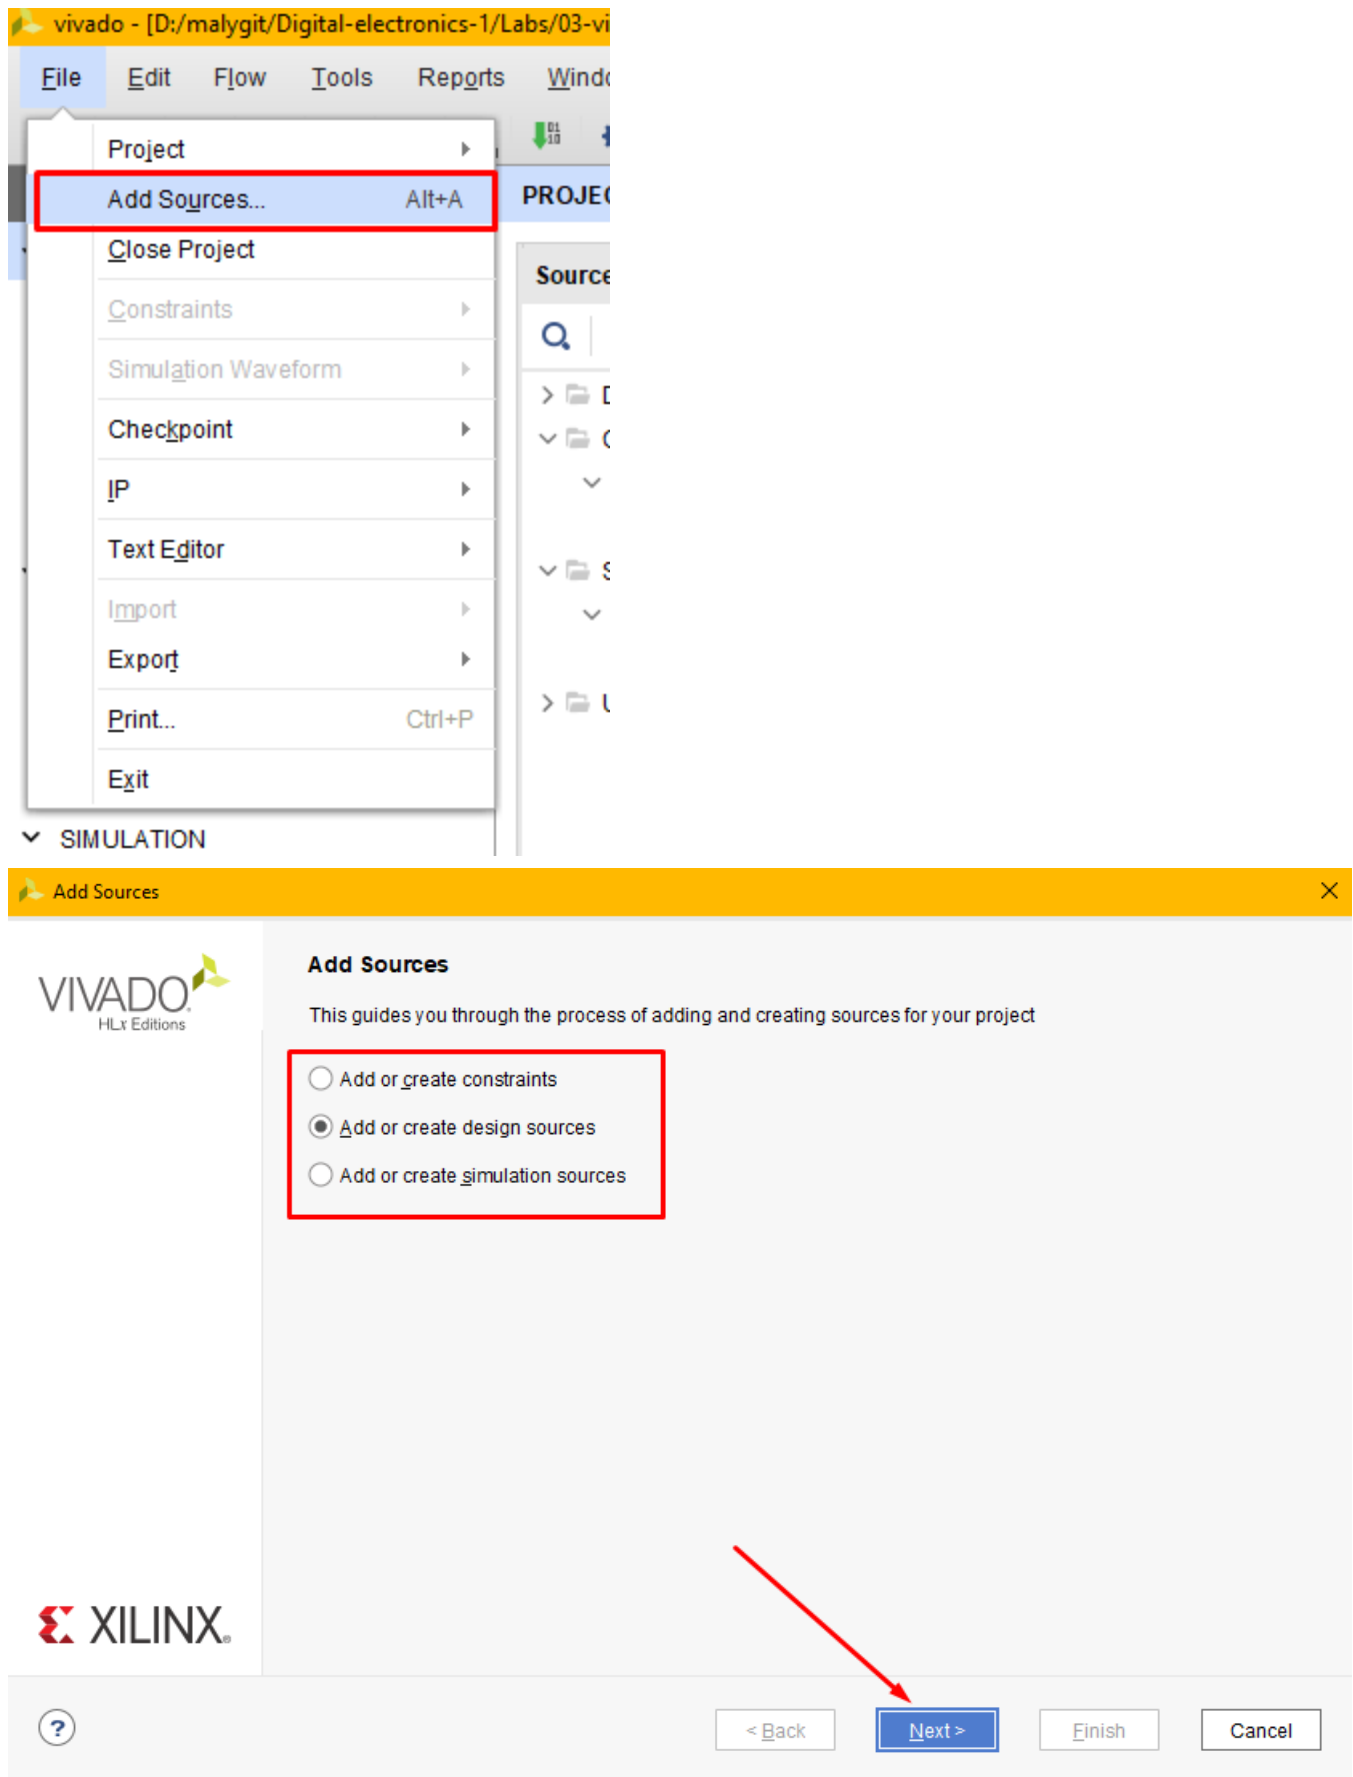 vivado - [D:/malygit/Digital-electronics-1/Labs/03-vi
File Edit Flow Tools Reports Windo
Project
Add Sources... Alt+A
PROJEC
Close Project
Source
Constraints
Simulation Waveform
Checkpoint
IP
Text Editor
Import
Export
Print... Ctrl+P
Exit
SIMULATION
Add Sources
VIVADO.
HLx Editions
Add Sources
This guides you through the process of adding and creating sources for your project
Add or create constraints
Add or create design sources
Add or create simulation sources
XILINX.
? < Back Next > Finish Cancel